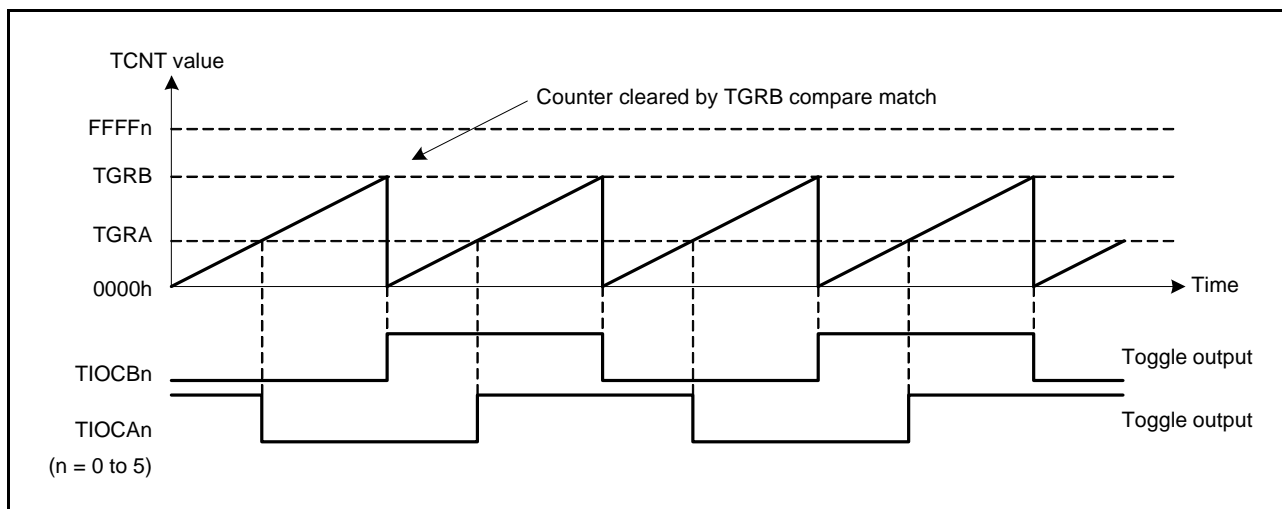 TCNT value
Counter cleared by TGRB compare match
FFFFn
TGRB
TGRA
0000h
Time
Toggle output
TIOCBn
Toggle output
TIOCAn
(n = 0 to 5)